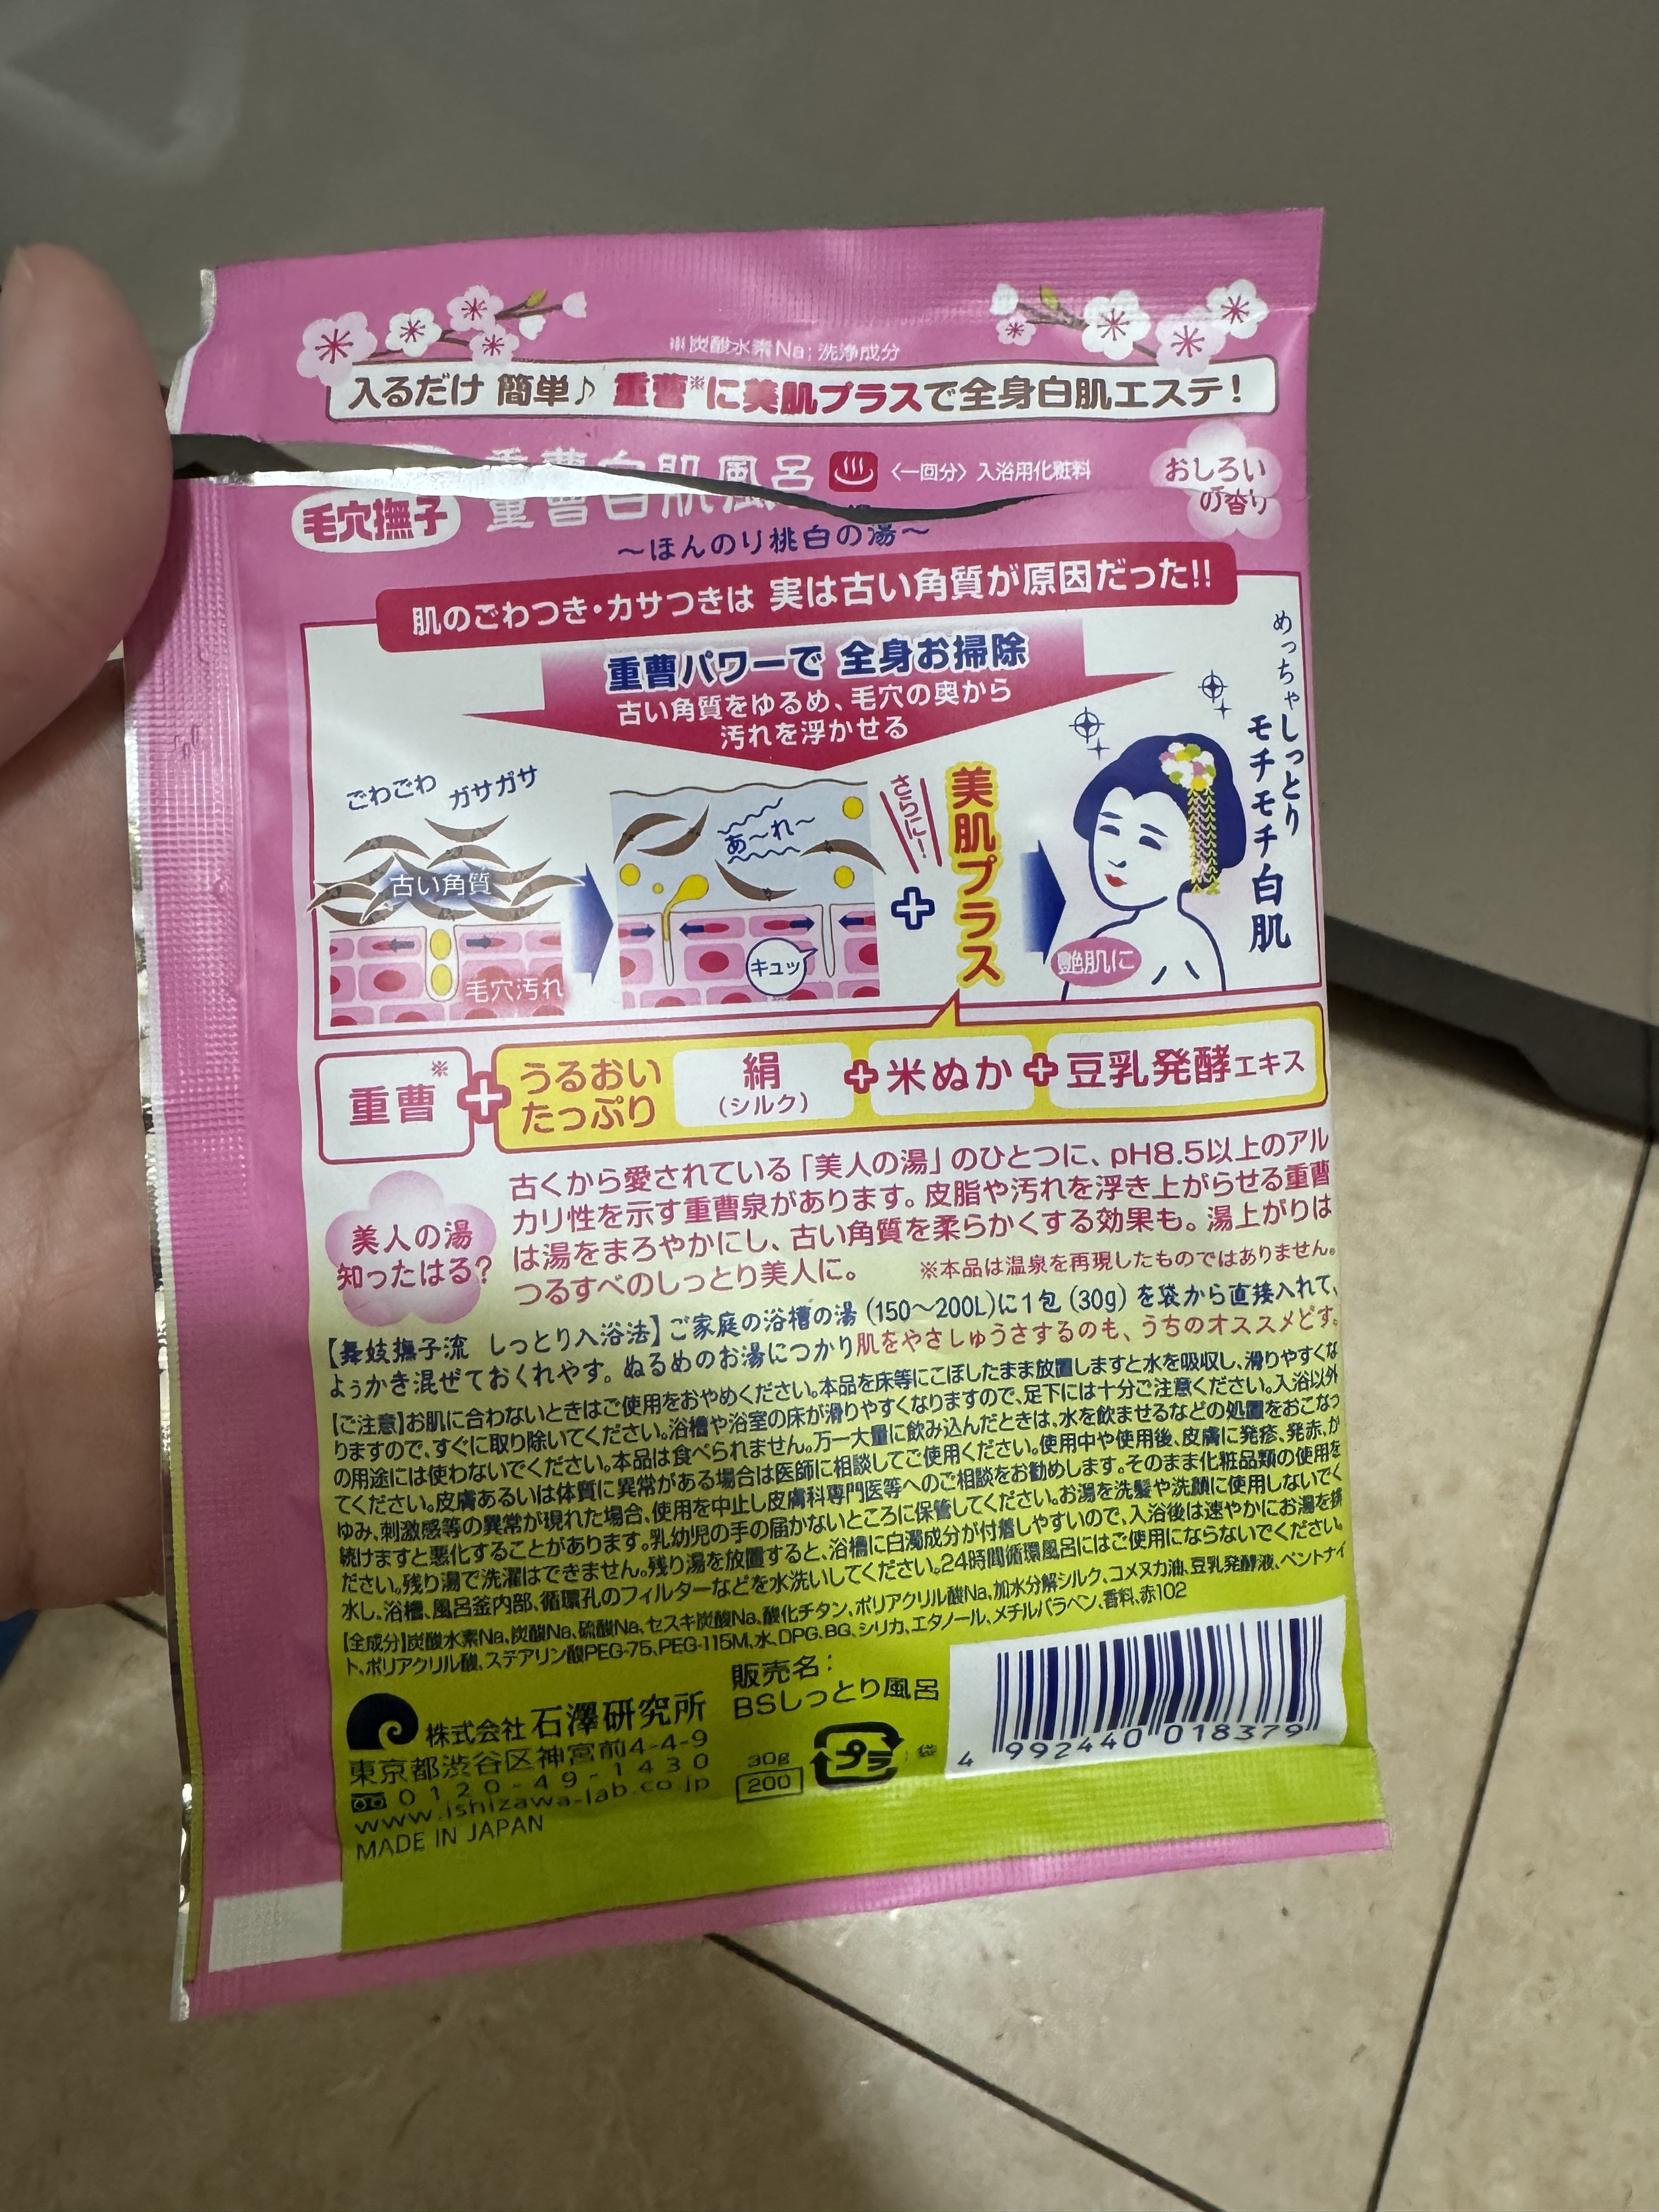 ※炭酸水素Na:洗浄成分
入るだけ 簡単♪ 重曹※に美肌プラスで全身白肌エステ!
毛穴撫子 重曹白肌風呂 〈一回分〉入浴用化粧料
おしろい
の香り
~ほんのり桃白の湯~
肌のごわつき・カサつきは 実は古い角質が原因だった!!
重曹パワーで 全身お掃除
古い角質をゆるめ、毛穴の奥から
汚れを浮かせる
ごわごわ ガサガサ
古い角質
毛穴汚れ
あ~れ~
キュッ
さらに!
+
美肌プラス
艶肌に
めっちゃしっとり
モチモチ白肌
重曹※+うるおい
たっぷり
絹
(シルク)
+米ぬか+豆乳発酵エキス
美人の湯
知ったはる?
古くから愛されている「美人の湯」のひとつに、pH8.5以上のアル
カリ性を示す重曹泉があります。皮脂や汚れを浮き上がらせる重曹
は湯をまろやかにし、古い角質を柔らかくする効果も。湯上がりは
つるすべのしっとり美人に。 ※本品は温泉を再現したものではありません。
【舞妓撫子流 しっとり入浴法】ご家庭の浴槽の湯(150~200L)に1包(30g)を袋から直接入れて、
よぅかき混ぜておくれやす。ぬるめのお湯につかり肌をやさしゅうさするのも、うちのオススメどす。
【ご注意】お肌に合わないときはご使用をおやめください。本品を床等にこぼしたまま放置しますと水を吸収し、滑りやすくな
りますので、すぐに取り除いてください。浴槽や浴室の床が滑りやすくなりますので、足下には十分ご注意ください。入浴以外
の用途には使わないでください。本品は食べられません。万一大量に飲み込んだときは、水を飲ませるなどの処置をおこなっ
てください。皮膚あるいは体質に異常がある場合は医師に相談してご使用ください。使用中や使用後、皮膚に発疹、発赤、か
ゆみ、刺激感等の異常が現れた場合、使用を中止し皮膚科専門医等へのご相談をお勧めします。そのまま化粧品類の使用を
続けますと悪化することがあります。乳幼児の手の届かないところに保管してください。お湯を洗髪や洗顔に使用しないでく
ださい。残り湯で洗濯はできません。残り湯を放置すると、浴槽に白濁成分が付着しやすいので、入浴後は速やかにお湯を排
水し、浴槽、風呂釜内部、循環孔のフィルターなどを水洗いしてください。24時間循環風呂にはご使用にならないでください。
【全成分】炭酸水素Na、炭酸Na、硫酸Na、セスキ炭酸Na、酸化チタン、ポリアクリル酸Na、加水分解シルク、コメヌカ油、豆乳発酵液、ベントナイ
ト、ポリアクリル酸、ステアリン酸PEG-75、PEG-115M、水、DPG、BG、シリカ、エタノール、メチルパラベン、香料、赤102
株式会社石澤研究所
東京都渋谷区神宮前4-4-9
0120-49-1430
www.ishizawa-lab.co.jp
MADE IN JAPAN
販売名:
BSしっとり風呂
30g
200
プラ
袋
4 992440 018379